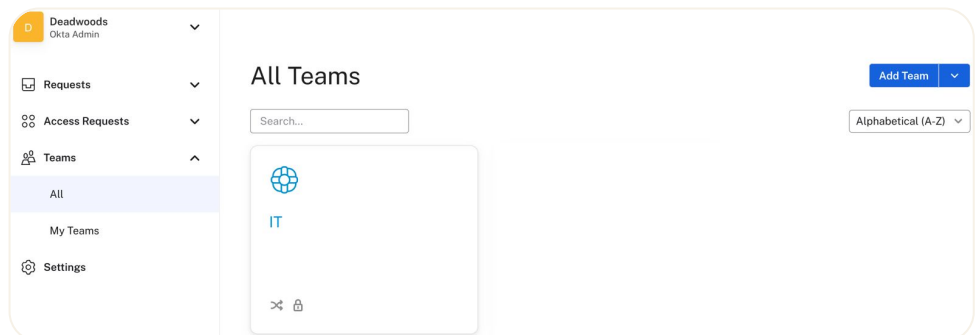 D
Deadwoods
Okta Admin
Requests
Access Requests
Teams
All
My Teams
Settings
All Teams
Add Team
Search...
Alphabetical (A-Z)
IT